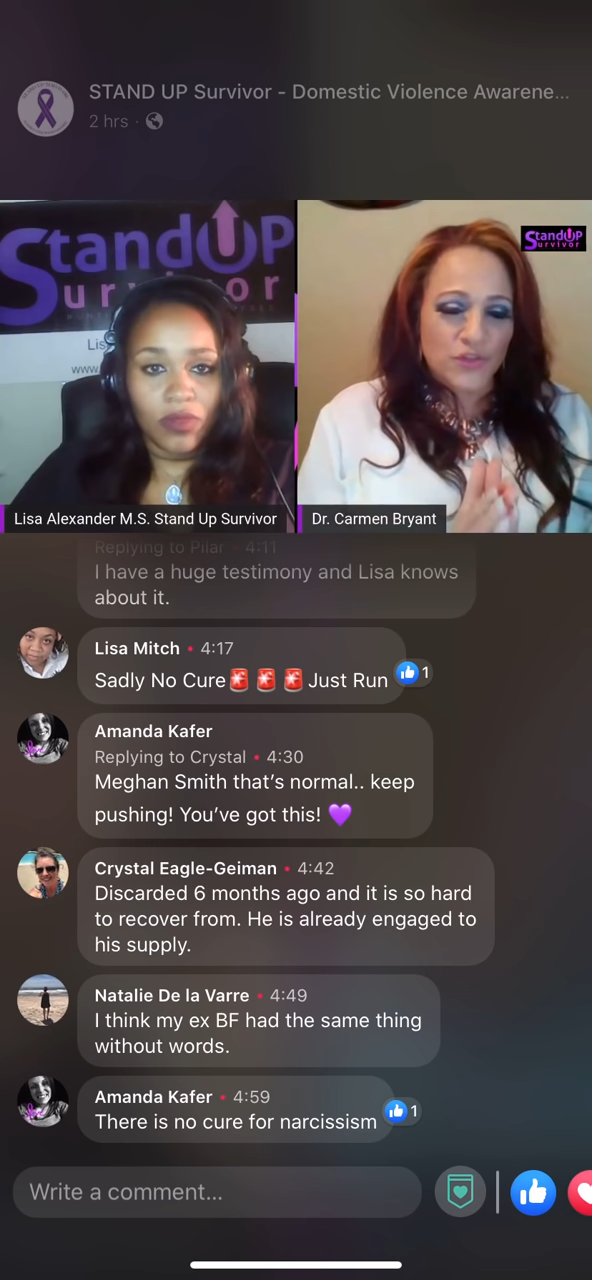 STAND UP Survivor - Domestic Violence Awarene...
2 hrs ·
StandUP
Survivor
Lis
www.
StandUP
Survivor
Lisa Alexander M.S. Stand Up Survivor
Dr. Carmen Bryant
Replying to Pilar • 4:11
I have a huge testimony and Lisa knows
about it.
Lisa Mitch • 4:17
Sadly No Cure🚨 🚨 🚨 Just Run
1
Amanda Kafer
Replying to Crystal • 4:30
Meghan Smith that’s normal.. keep
pushing! You’ve got this! 💜
Crystal Eagle-Geiman • 4:42
Discarded 6 months ago and it is so hard
to recover from. He is already engaged to
his supply.
Natalie De la Varre • 4:49
I think my ex BF had the same thing
without words.
Amanda Kafer • 4:59
There is no cure for narcissism
1
Write a comment...